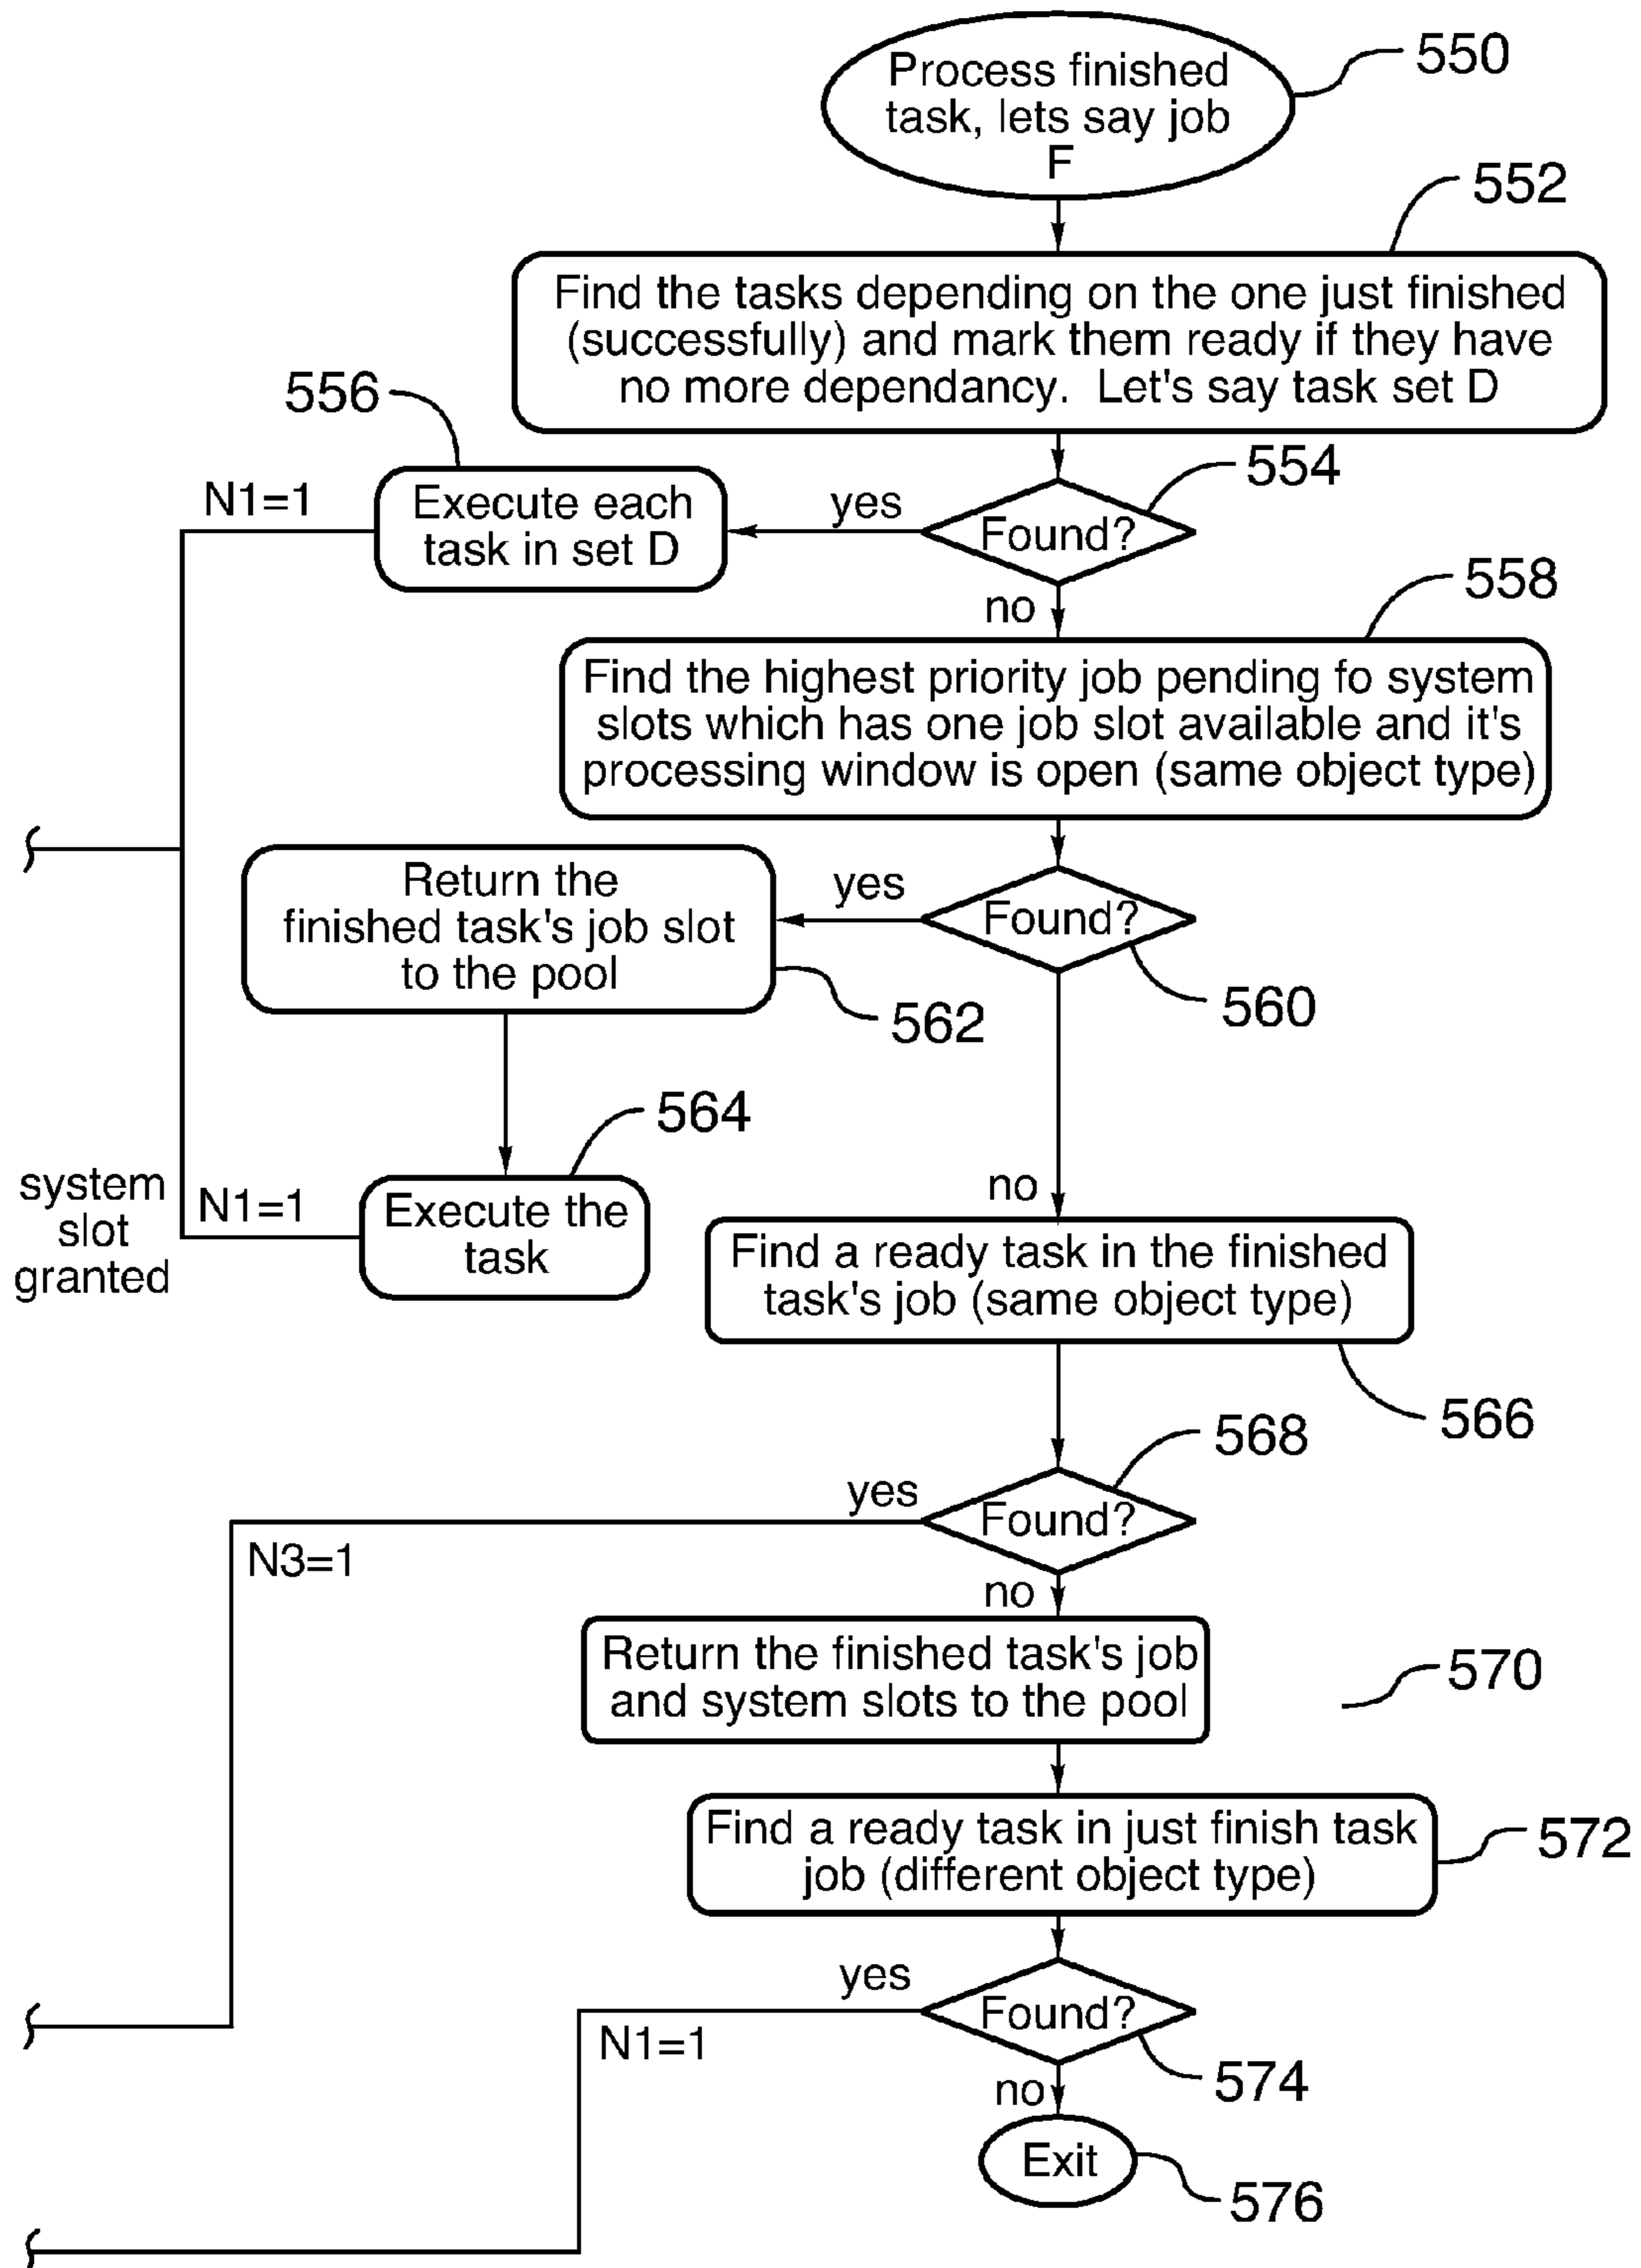 Process finished
task, lets say job
F
550
552
Find the tasks depending on the one just finished
(successfully) and mark them ready if they have
no more dependancy. Let's say task set D
556
554
N1=1
Execute each
task in set D
yes
Found?
no
558
Find the highest priority job pending fo system
slots which has one job slot available and it's
processing window is open (same object type)
Return the
finished task's job slot
to the pool
yes
Found?
562
560
564
system
slot
granted
N1=1
Execute the
task
no
Find a ready task in the finished
task's job (same object type)
566
568
yes
Found?
N3=1
no
Return the finished task's job
and system slots to the pool
570
Find a ready task in just finish task
job (different object type)
572
yes
Found?
N1=1
574
no
Exit
576